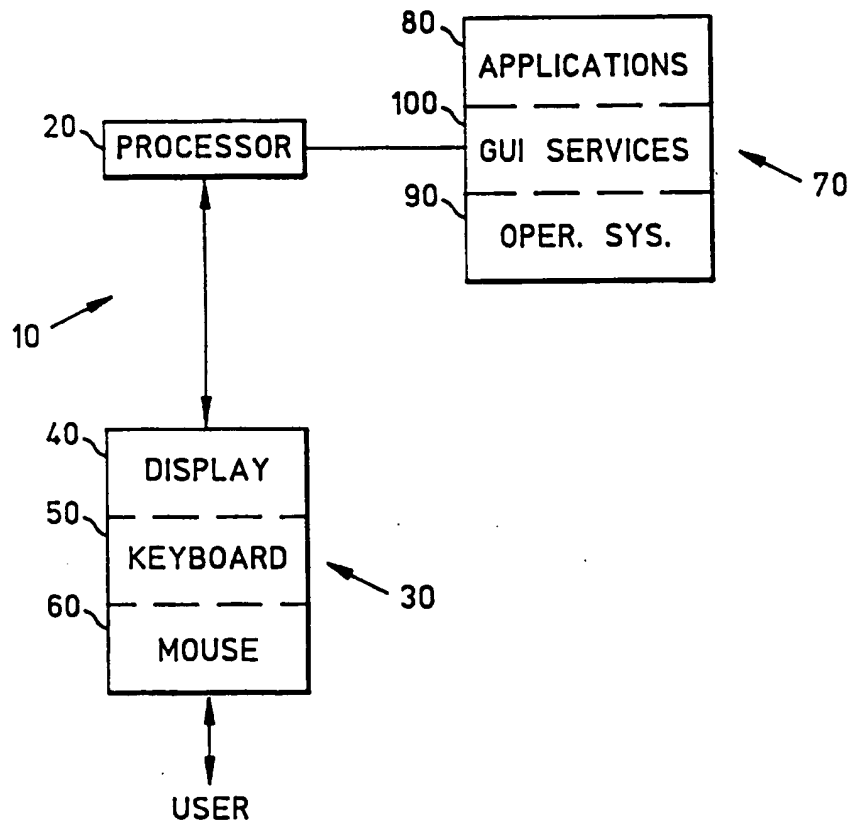 80
APPLICATIONS
100
20
PROCESSOR
GUI SERVICES
70
90
OPER. SYS.
10
40
DISPLAY
50
KEYBOARD
30
60
MOUSE
USER